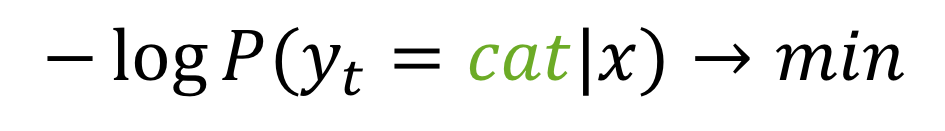 − log P(y_t = cat|x) → min